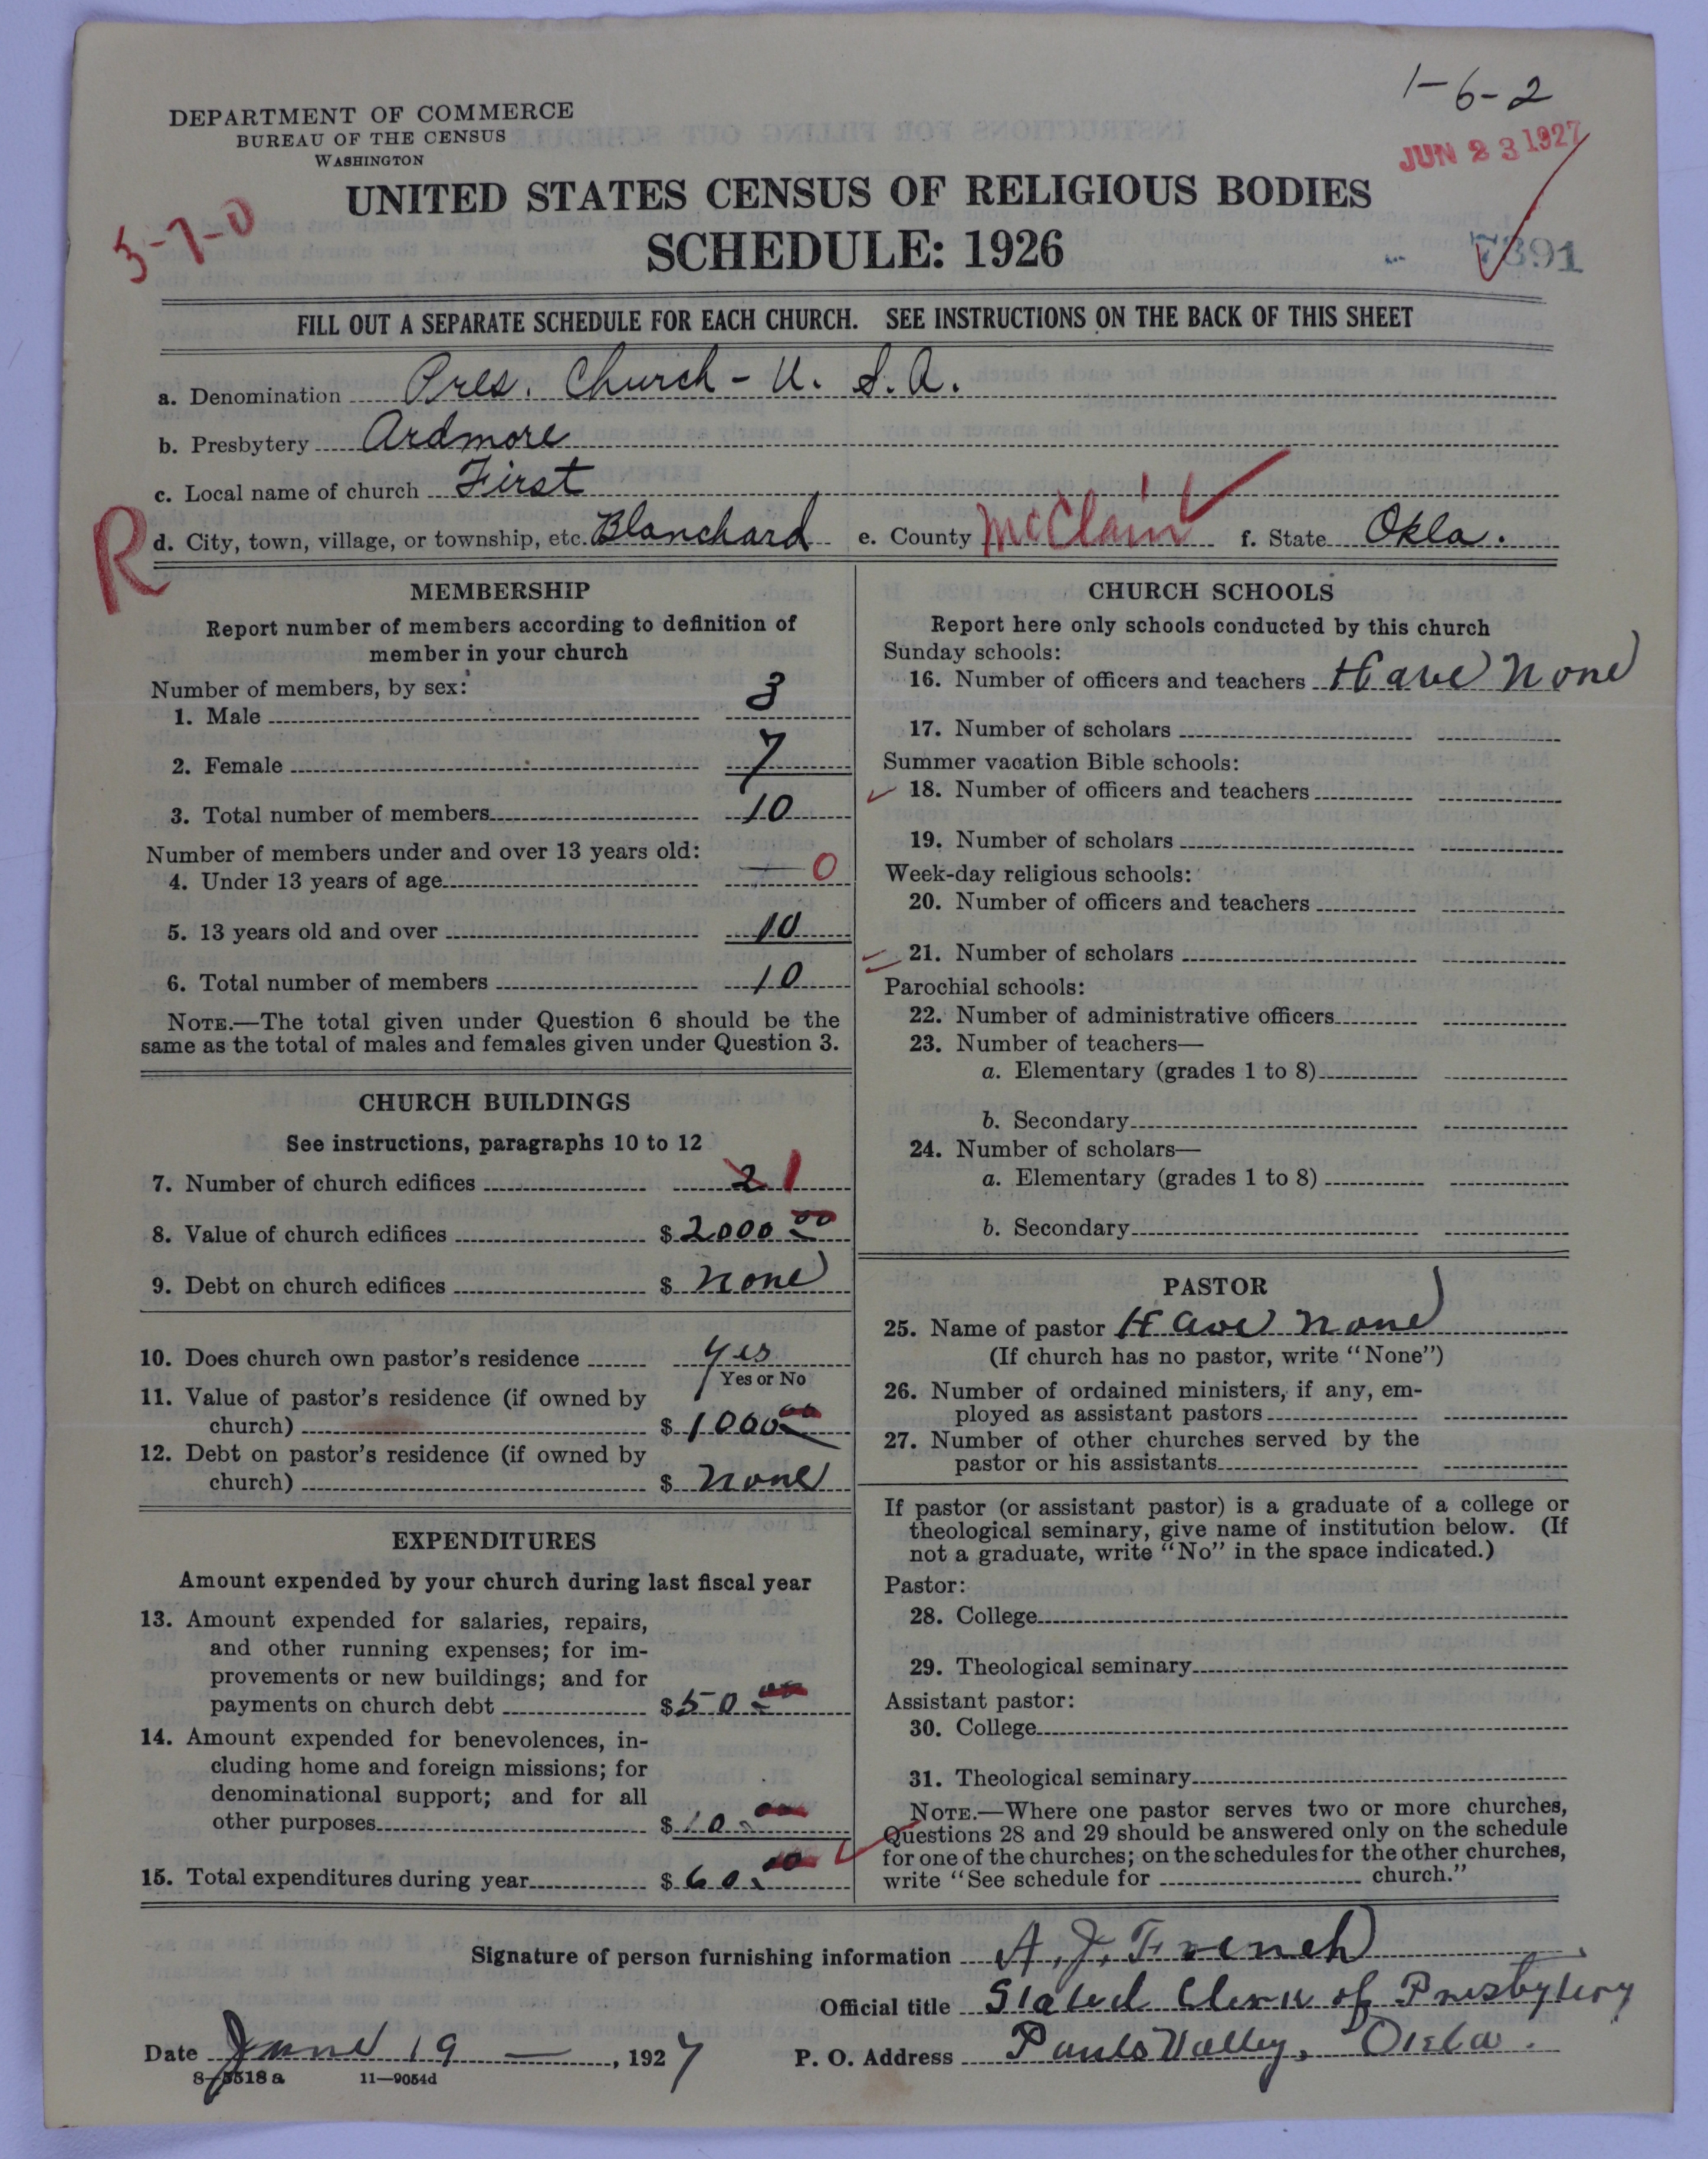 1-6-2
DEPARTMENT OF COMMERCE
BUREAU OF THE CENSUS
WASHINGTON
JUN 23 1927
5-7-0
UNITED STATES CENSUS OF RELIGIOUS BODIES
SCHEDULE: 1926
7391
FILL OUT A SEPARATE SCHEDULE FOR EACH CHURCH. SEE INSTRUCTIONS ON THE BACK OF THIS SHEET
a. Denomination Pres. Church - U. S. A.
b. Presbytery Ardmore
c. Local name of church First
R
d. City, town, village, or township, etc. Blanchard e. County McClain f. State Okla.
MEMBERSHIP
Report number of members according to definition of
member in your church
Number of members, by sex:
1. Male 3
2. Female 7
3. Total number of members 10
Number of members under and over 13 years old:
4. Under 13 years of age — 0
5. 13 years old and over 10
6. Total number of members 10
NOTE.—The total given under Question 6 should be the
same as the total of males and females given under Question 3.
CHURCH BUILDINGS
See instructions, paragraphs 10 to 12
7. Number of church edifices 2 1
8. Value of church edifices $ 2000 00
9. Debt on church edifices $ none
10. Does church own pastor's residence yes
Yes or No
11. Value of pastor's residence (if owned by
church) $ 1000 00
12. Debt on pastor's residence (if owned by
church) $ none
EXPENDITURES
Amount expended by your church during last fiscal year
13. Amount expended for salaries, repairs,
and other running expenses; for im-
provements or new buildings; and for
payments on church debt $ 50 00
14. Amount expended for benevolences, in-
cluding home and foreign missions; for
denominational support; and for all
other purposes $ 10 00
15. Total expenditures during year $ 60 00
CHURCH SCHOOLS
Report here only schools conducted by this church
Sunday schools:
16. Number of officers and teachers Have none
17. Number of scholars
Summer vacation Bible schools:
18. Number of officers and teachers
19. Number of scholars
Week-day religious schools:
20. Number of officers and teachers
21. Number of scholars
Parochial schools:
22. Number of administrative officers
23. Number of teachers—
a. Elementary (grades 1 to 8)
b. Secondary
24. Number of scholars—
a. Elementary (grades 1 to 8)
b. Secondary
PASTOR
25. Name of pastor Have none
(If church has no pastor, write "None")
26. Number of ordained ministers, if any, em-
ployed as assistant pastors
27. Number of other churches served by the
pastor or his assistants
If pastor (or assistant pastor) is a graduate of a college or
theological seminary, give name of institution below. (If
not a graduate, write "No" in the space indicated.)
Pastor:
28. College
29. Theological seminary
Assistant pastor:
30. College
31. Theological seminary
NOTE.—Where one pastor serves two or more churches,
Questions 28 and 29 should be answered only on the schedule
for one of the churches; on the schedules for the other churches,
write "See schedule for church."
Signature of person furnishing information A. J. French
Official title Stated Clerk of Presbytery
Date June 19 —, 1927 P. O. Address Pauls Valley, Okla.
8-5518 a 11-9054d